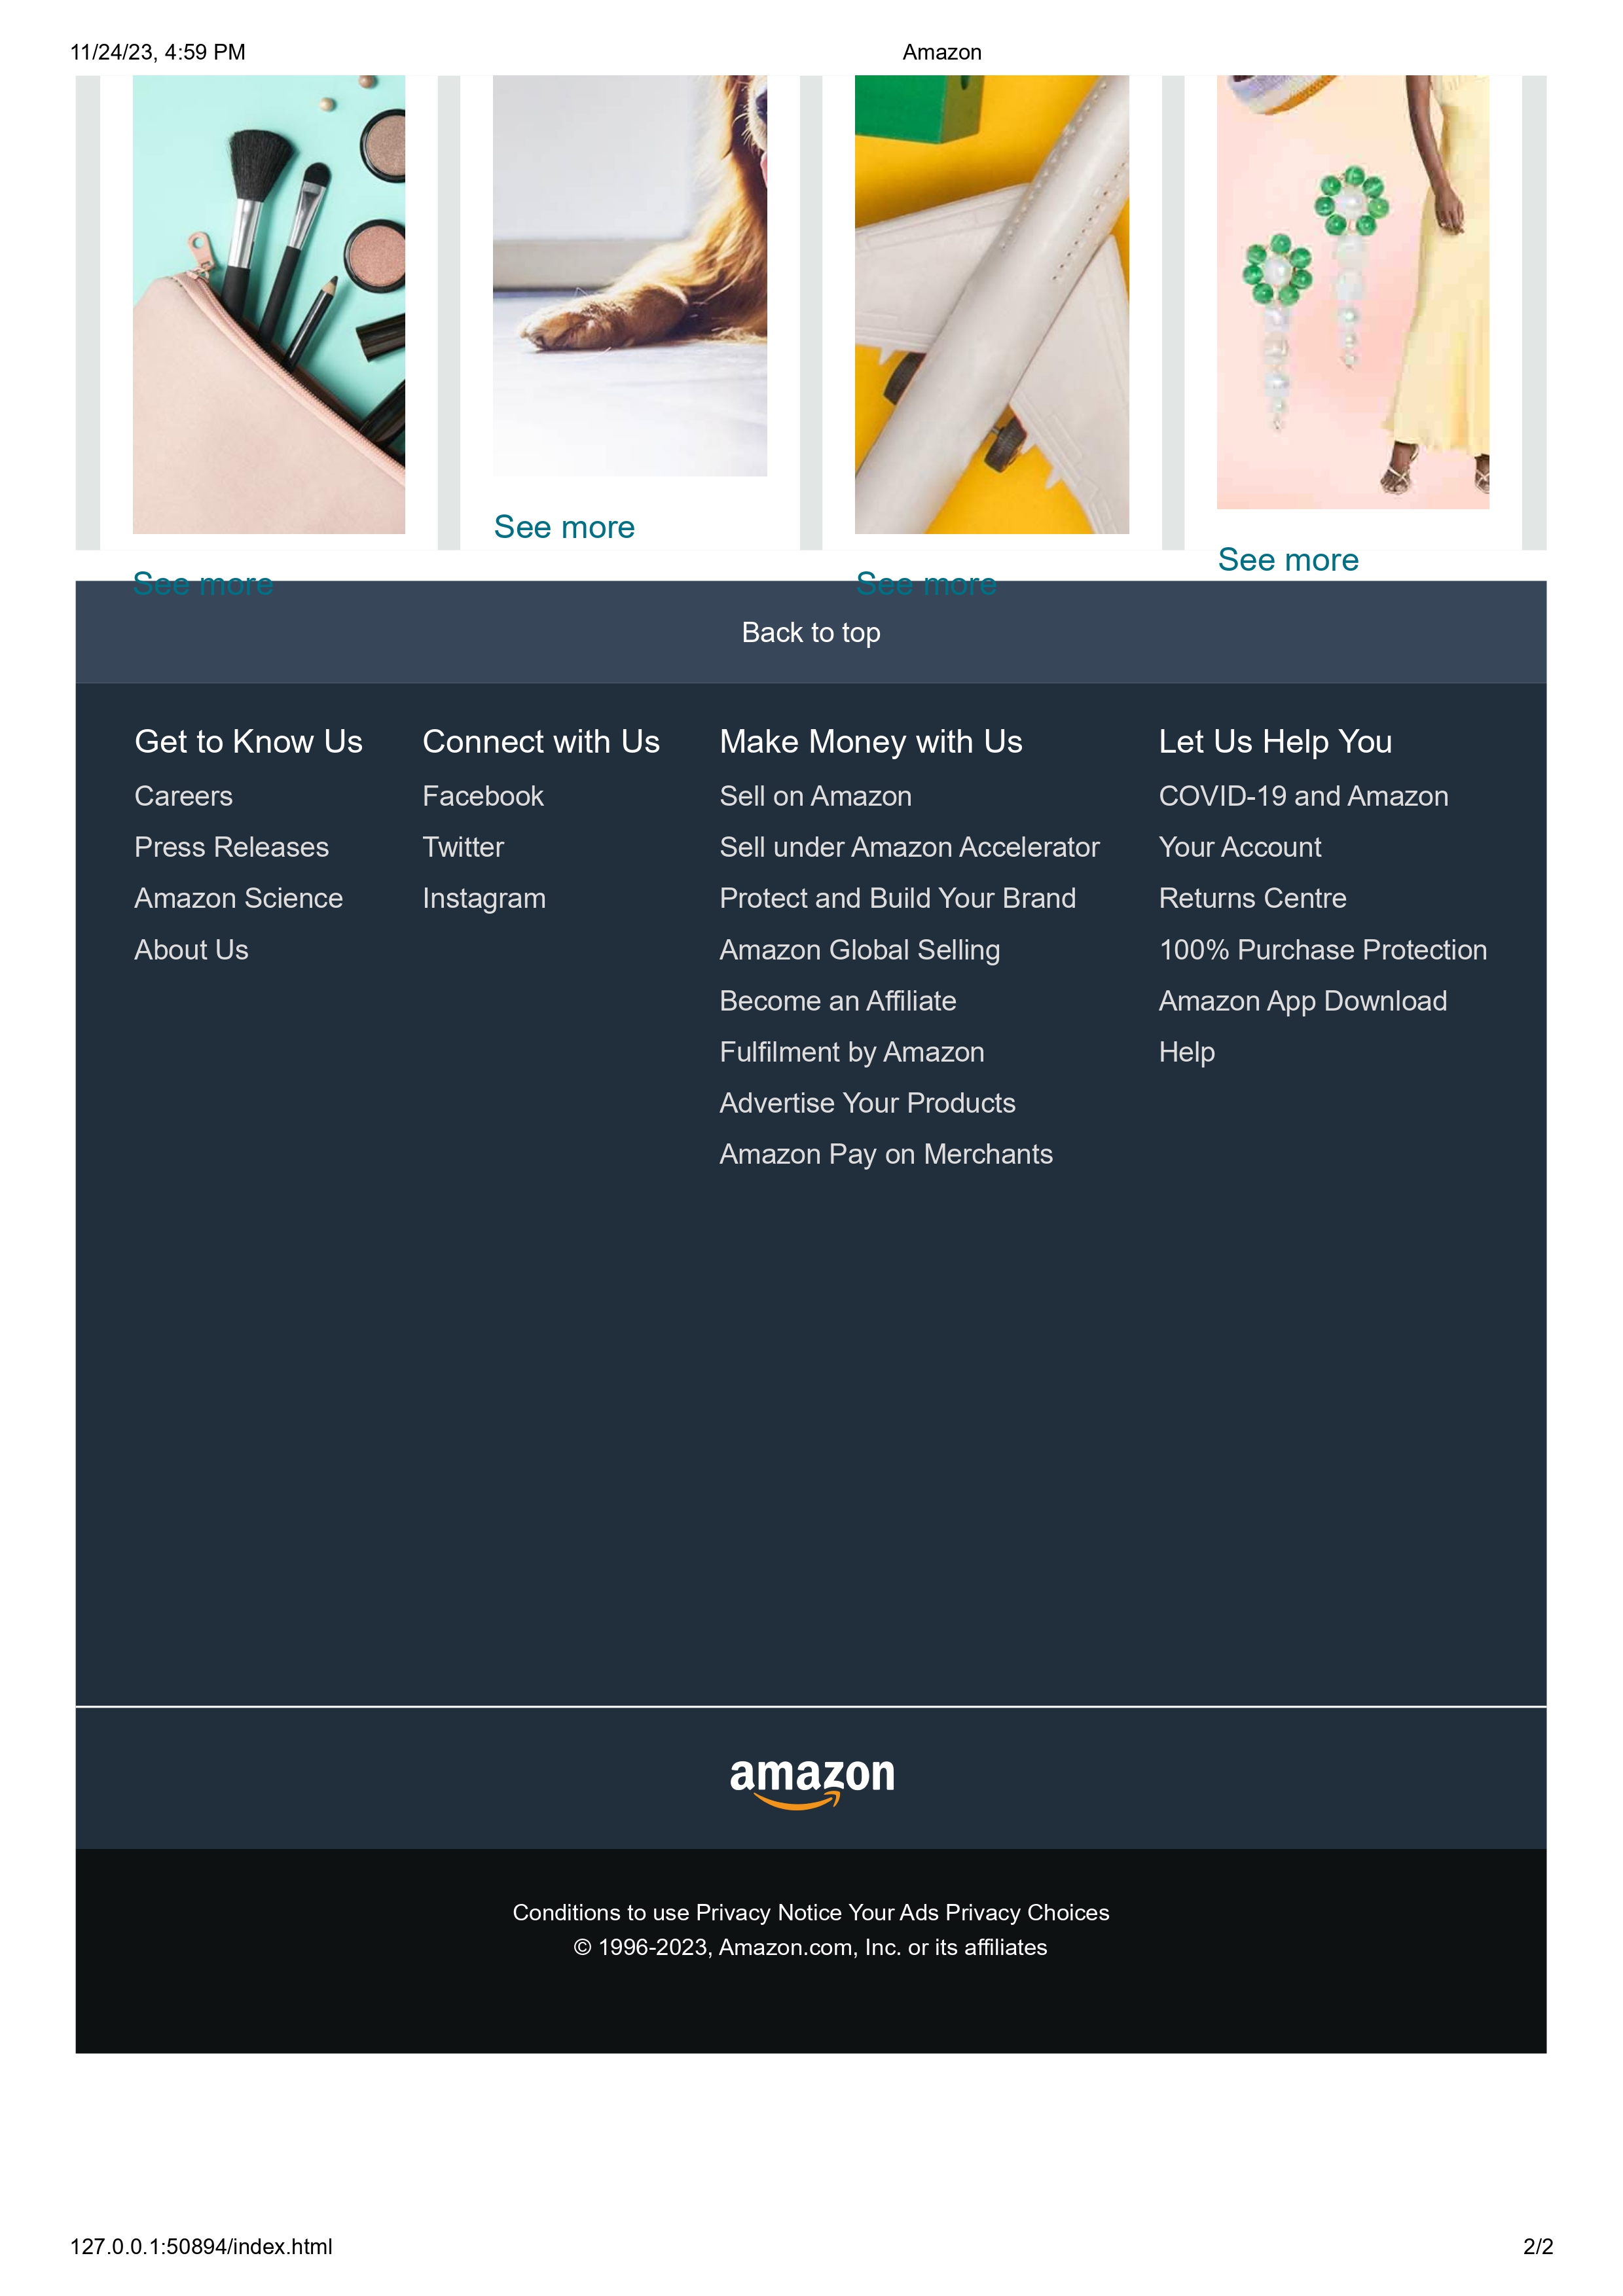 11/24/23, 4:59 PM Amazon
See more
See more
See more See more
Back to top
Get to Know Us
Careers
Press Releases
Amazon Science
About Us
Connect with Us
Facebook
Twitter
Instagram
Make Money with Us
Sell on Amazon
Sell under Amazon Accelerator
Protect and Build Your Brand
Amazon Global Selling
Become an Affiliate
Fulfilment by Amazon
Advertise Your Products
Amazon Pay on Merchants
Let Us Help You
COVID-19 and Amazon
Your Account
Returns Centre
100% Purchase Protection
Amazon App Download
Help
amazon
Conditions to use Privacy Notice Your Ads Privacy Choices
© 1996-2023, Amazon.com, Inc. or its affiliates
127.0.0.1:50894/index.html 2/2